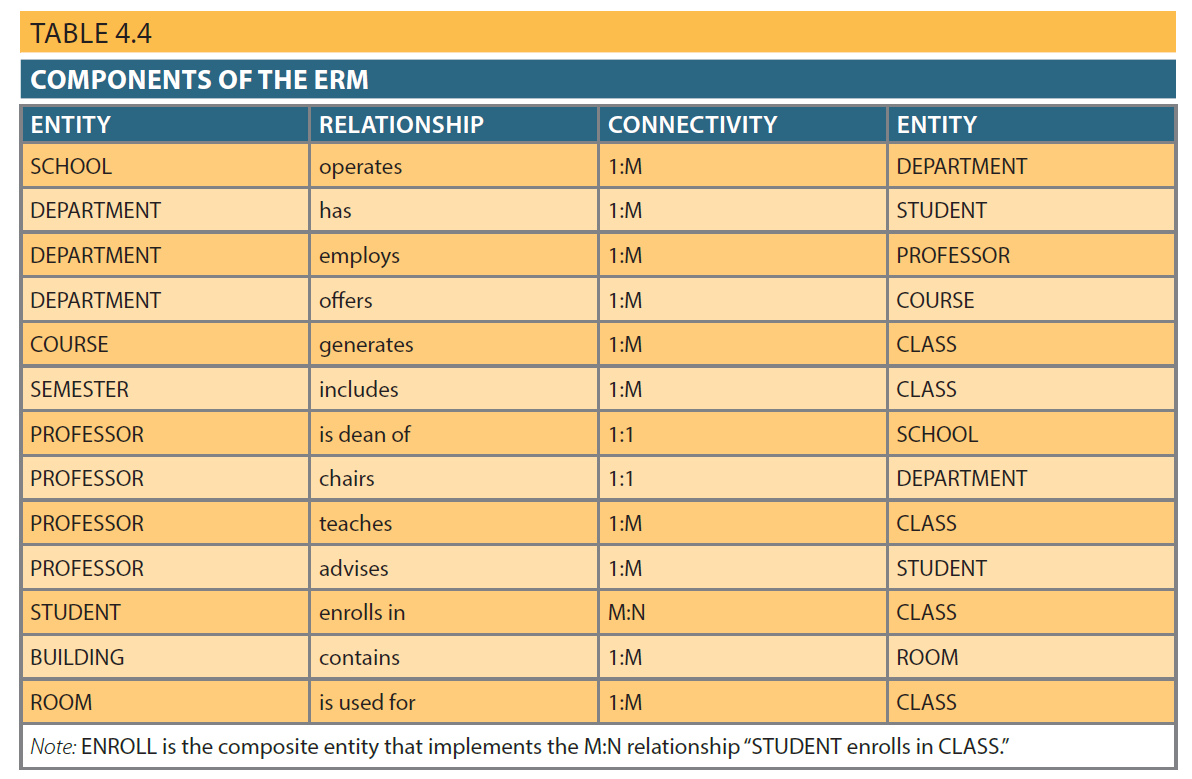 TABLE 4.4
COMPONENTS OF THE ERM
ENTITY RELATIONSHIP CONNECTIVITY ENTITY
SCHOOL operates 1:M DEPARTMENT
DEPARTMENT has 1:M STUDENT
DEPARTMENT employs 1:M PROFESSOR
DEPARTMENT offers 1:M COURSE
COURSE generates 1:M CLASS
SEMESTER includes 1:M CLASS
PROFESSOR is dean of 1:1 SCHOOL
PROFESSOR chairs 1:1 DEPARTMENT
PROFESSOR teaches 1:M CLASS
PROFESSOR advises 1:M STUDENT
STUDENT enrolls in M:N CLASS
BUILDING contains 1:M ROOM
ROOM is used for 1:M CLASS
Note: ENROLL is the composite entity that implements the M:N relationship “STUDENT enrolls in CLASS.”